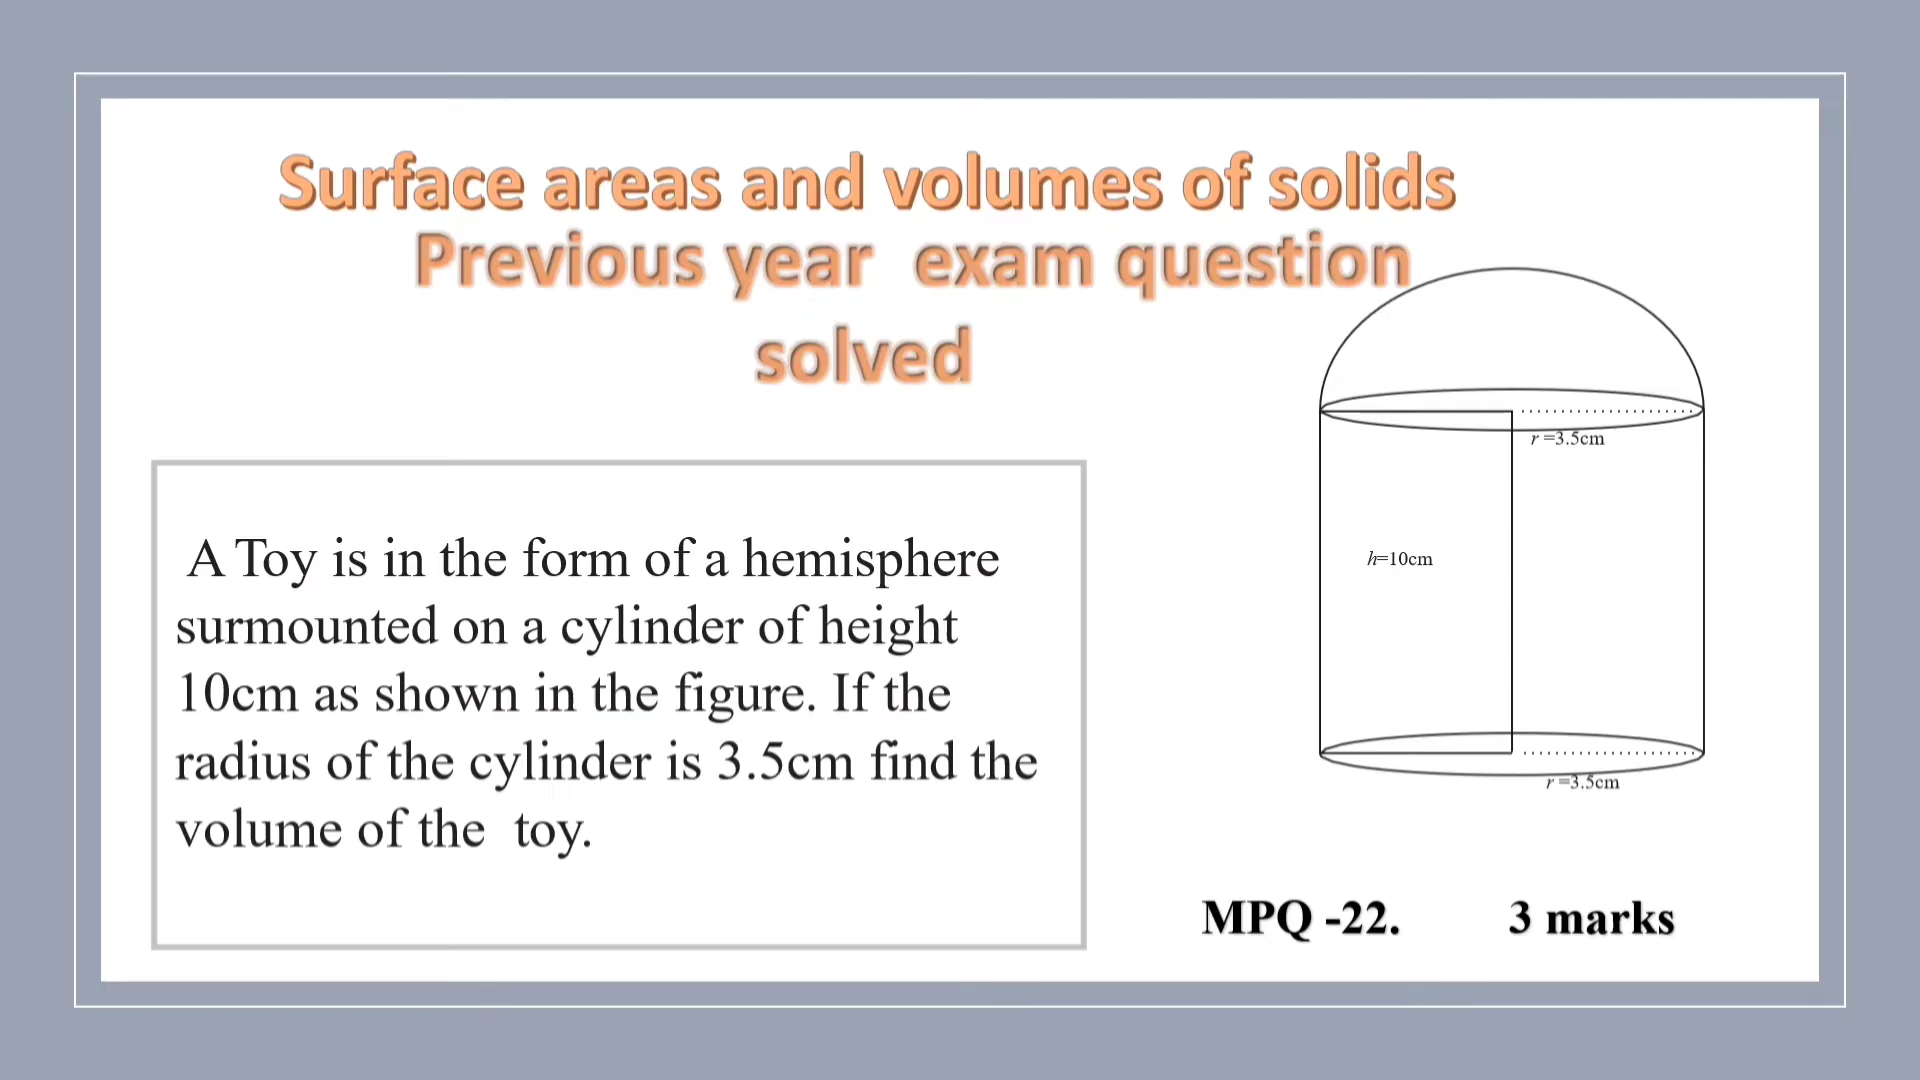 Surface areas and volumes of solids
Previous year exam question
solved
A Toy is in the form of a hemisphere
surmounted on a cylinder of height
10cm as shown in the figure. If the
radius of the cylinder is 3.5cm find the
volume of the toy.
r =3.5cm
h=10cm
r =3.5cm
MPQ -22. 3 marks